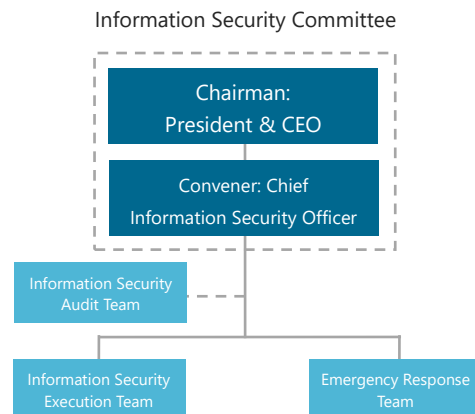 Information Security Committee
Chairman:
President & CEO
Convener: Chief
Information Security Officer
Information Security
Audit Team
Information Security
Execution Team
Emergency Response
Team